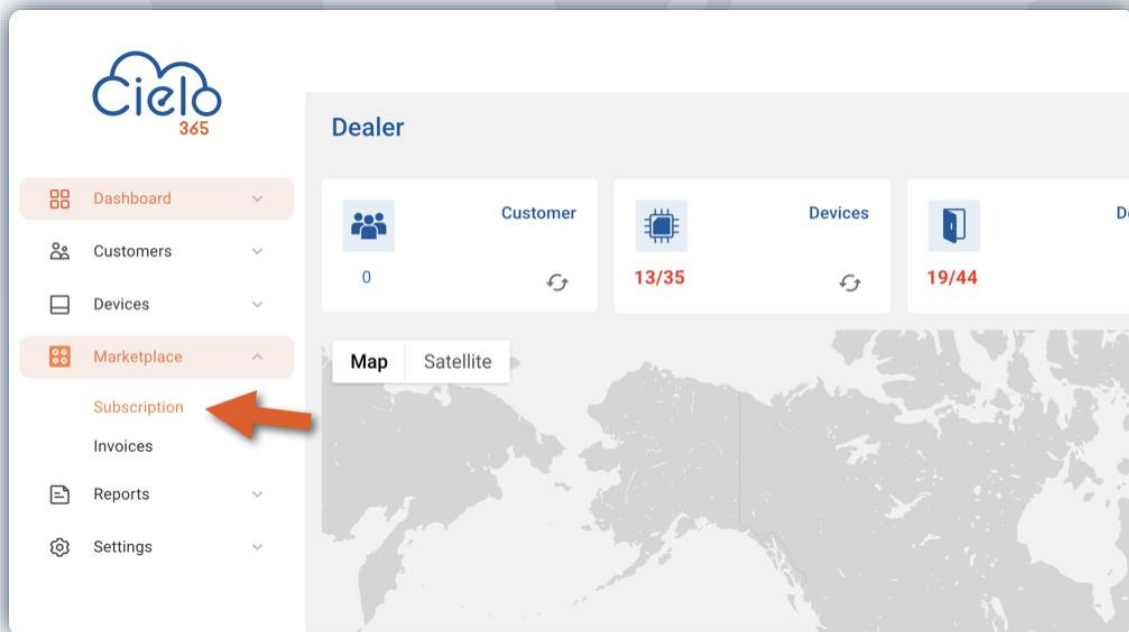 Cielo
365
Dealer
Dashboard
Customers
Devices
Marketplace
Subscription
Invoices
Reports
Settings
Customer
0
Devices
13/35
19/44
Map Satellite